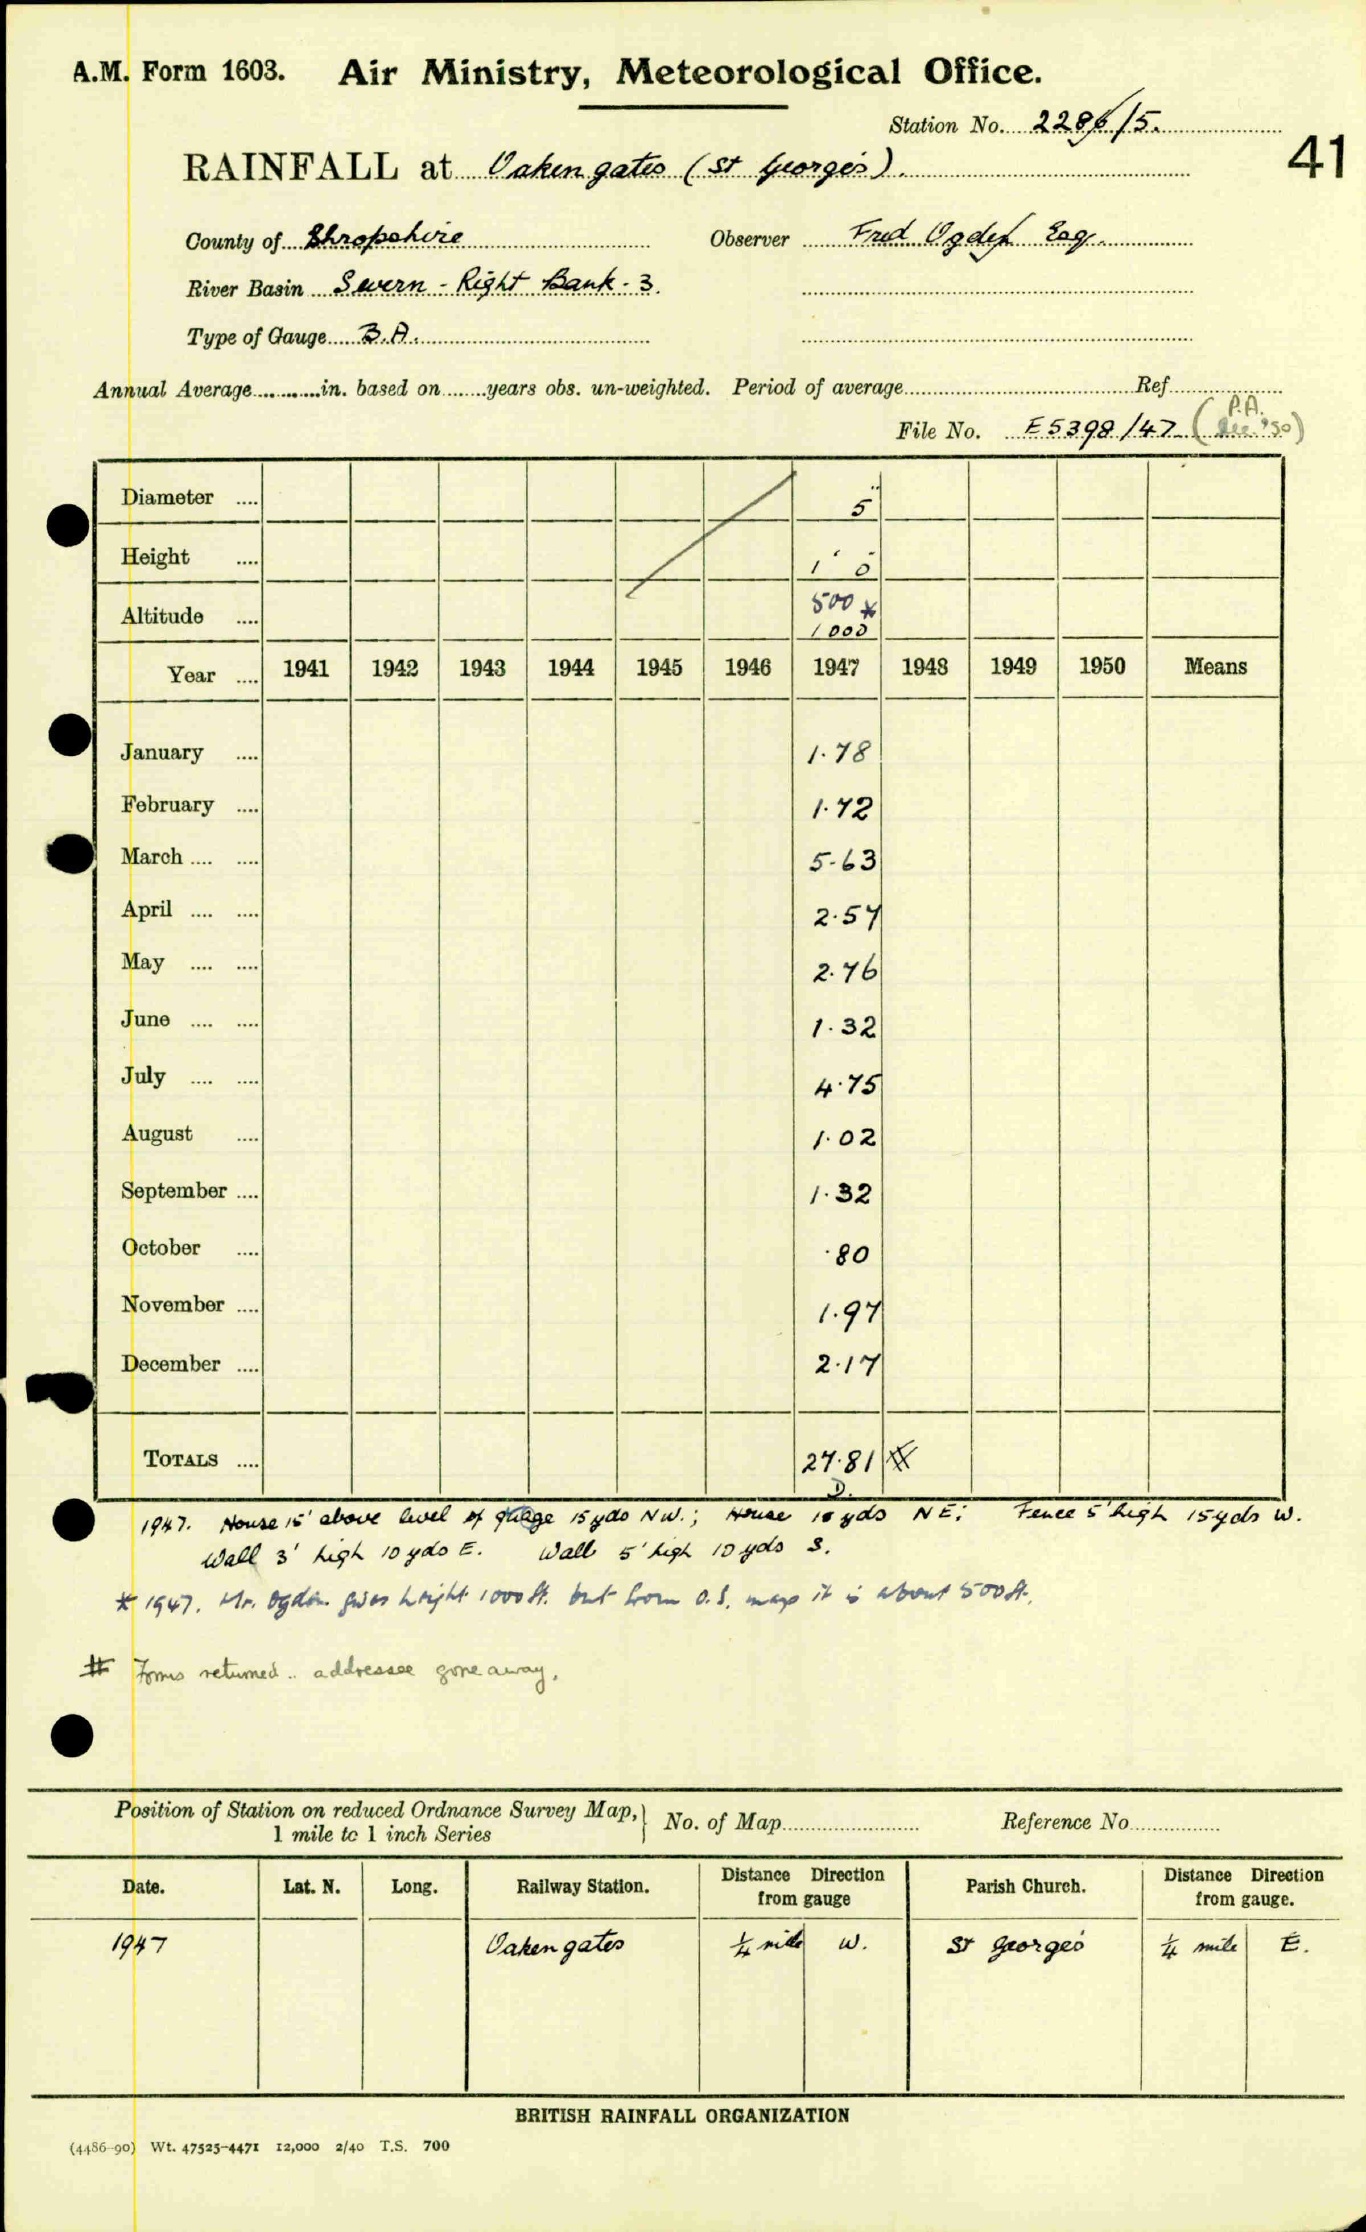 A.M. Form 1603. Air Ministry, Meteorological Office.
Station No. 2286/5.
41
RAINFALL at Oakengates (St George's).
County of Shropshire Observer Fred Ogden Esq.
River Basin Severn - Right Bank - 3.
Type of Gauge B.A.
Annual Average in. based on years obs. un-weighted. Period of average Ref
File No. E5398/47 (P.A. Dec. '50)
Diameter 5"
Height 1' 0"
Altitude 500 *
1000
Year 1941 1942 1943 1944 1945 1946 1947 1948 1949 1950 Means
January 1.78
February 1.72
March 5.63
April 2.57
May 2.76
June 1.32
July 4.75
August 1.02
September 1.32
October .80
November 1.97
December 2.17
TOTALS 27.81 #
D.
1947. House 15' above level of gauge 15 yds NW.; House 10 yds NE; Fence 5' high 15 yds W.
Wall 3' high 10 yds E. Wall 5' high 10 yds S.
* 1947. Mr. Ogden gives height 1000 ft. but from O.S. map it is about 500 ft.
# Forms returned .. addressee gone away.
Position of Station on reduced Ordnance Survey Map, 1 mile to 1 inch Series } No. of Map Reference No
Date. Lat. N. Long. Railway Station. Distance Direction from gauge Parish Church. Distance Direction from gauge.
1947 Oakengates ¼ mile W. St George's ¼ mile E.
BRITISH RAINFALL ORGANIZATION
(4486-90) Wt. 47525-4471 12,000 2/40 T.S. 700